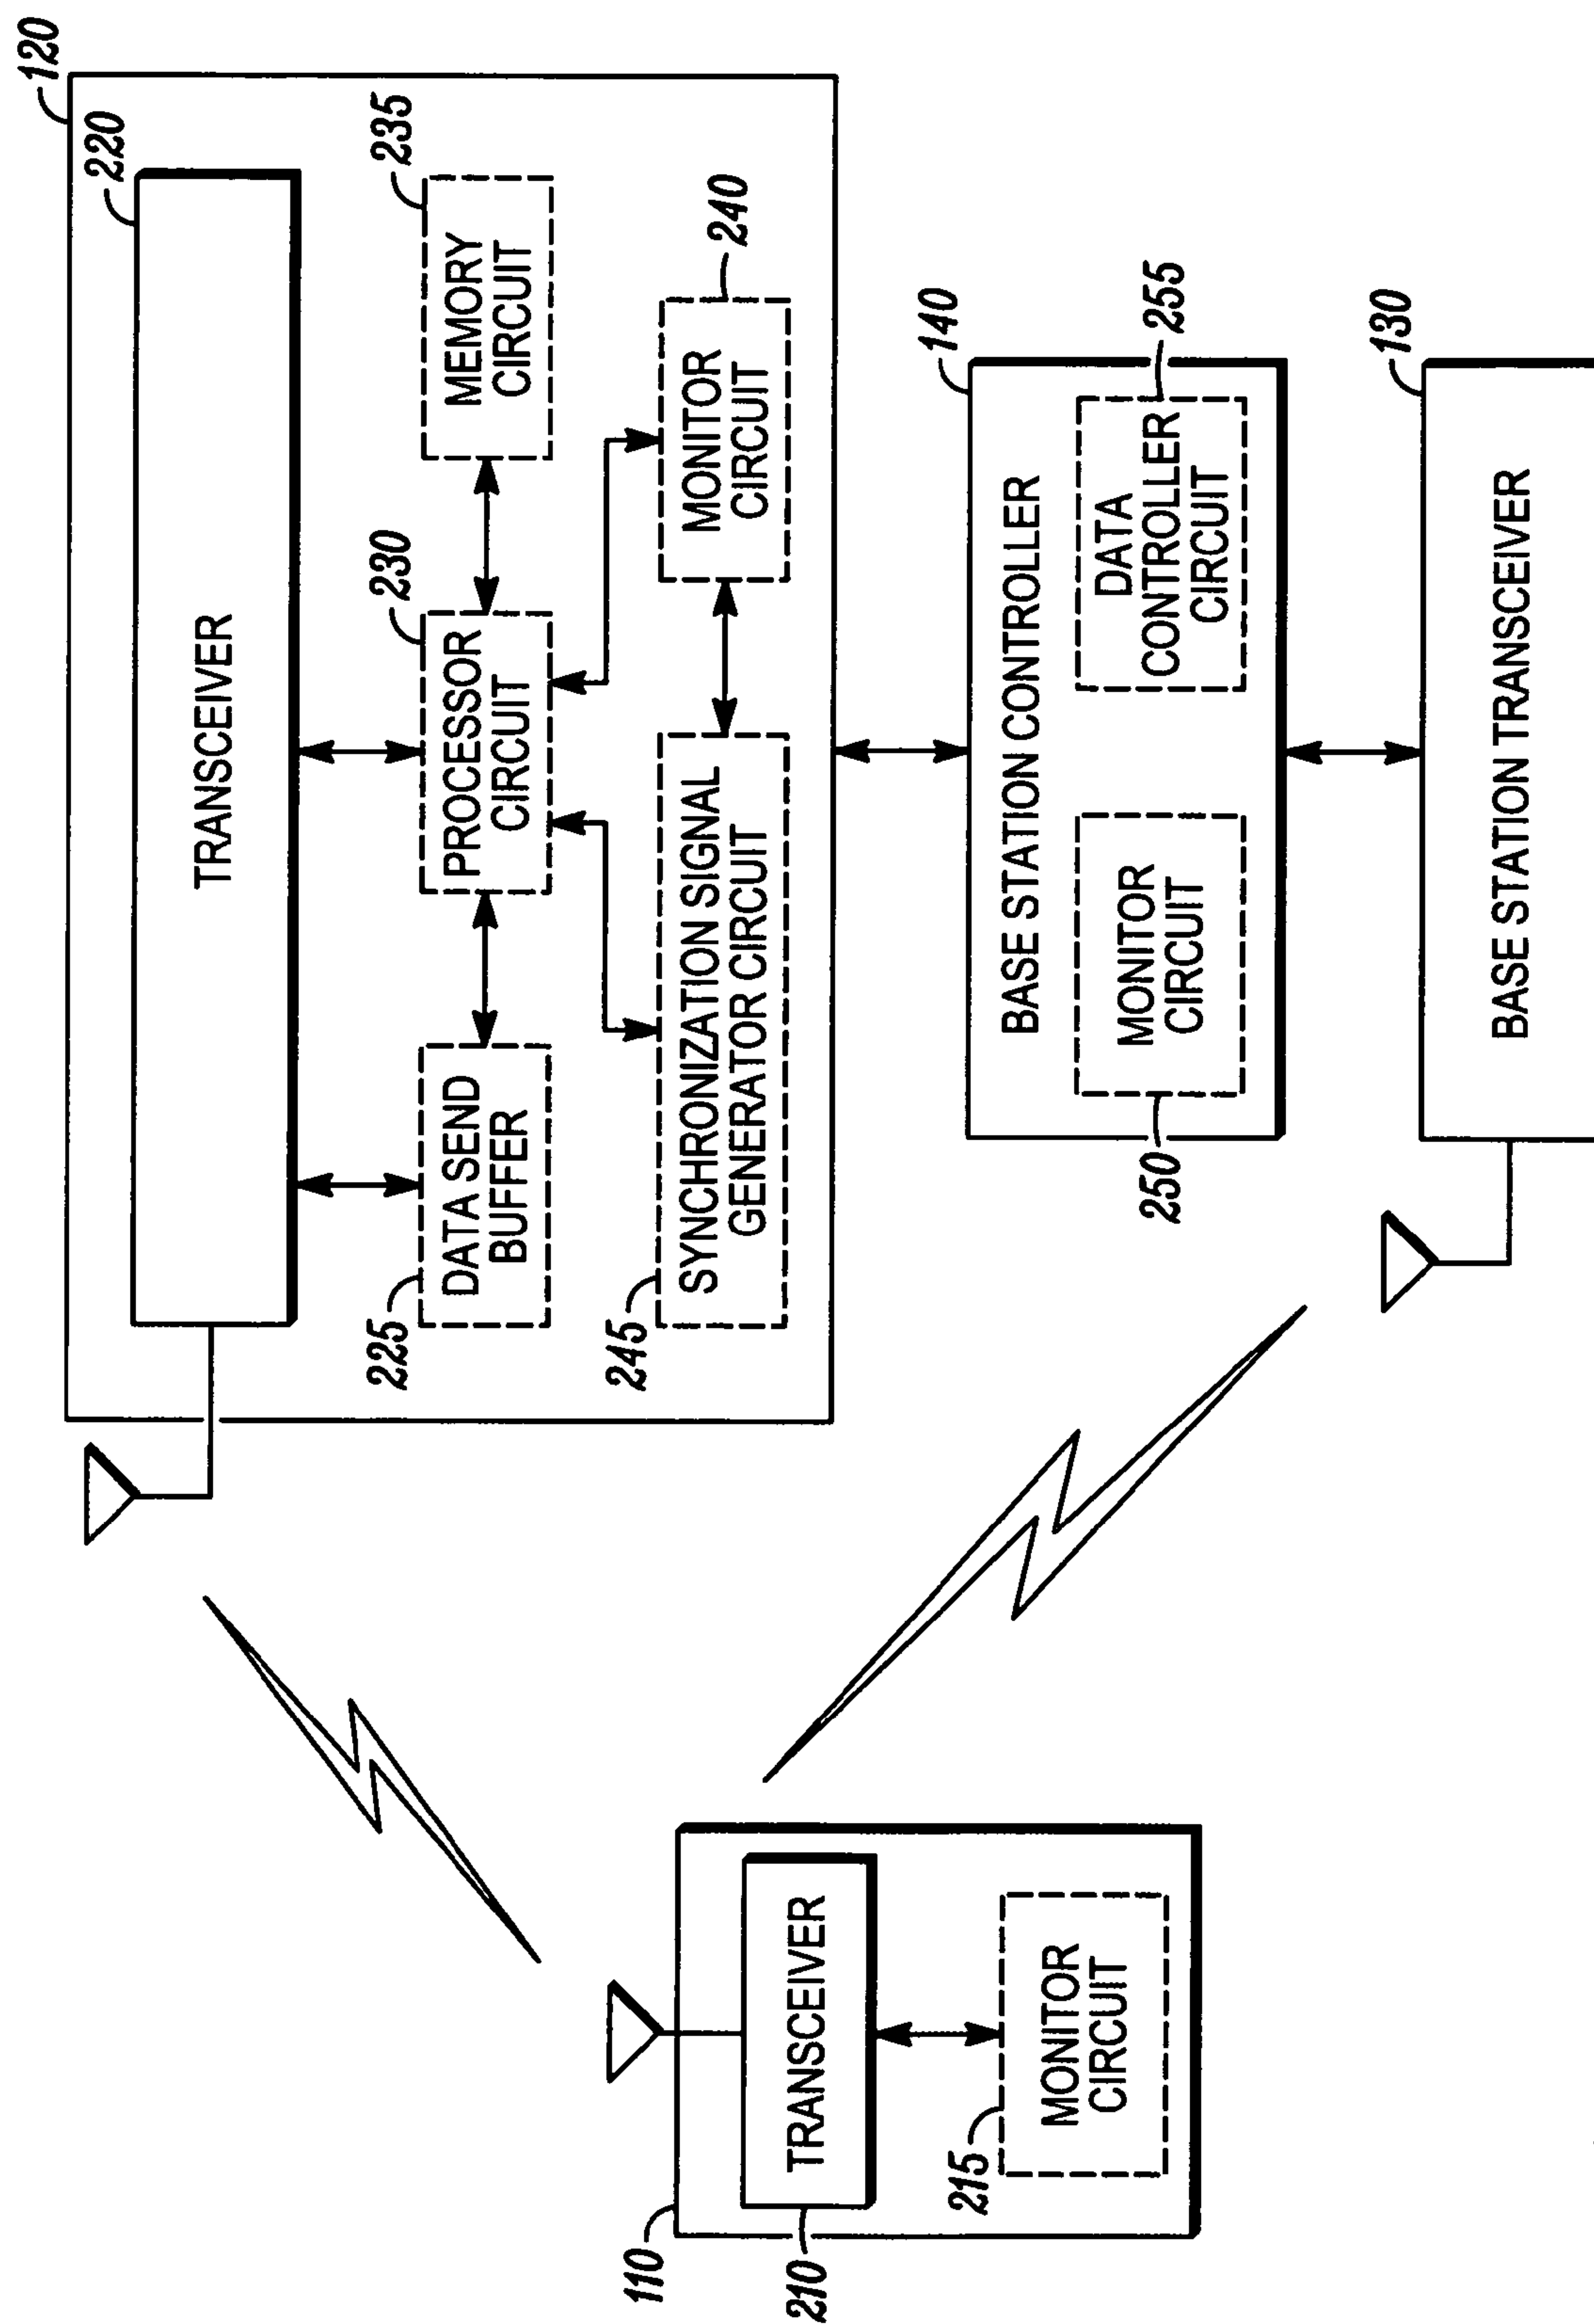 120
220
TRANSCEIVER
225
DATA SEND
BUFFER
230
PROCESSOR
CIRCUIT
235
MEMORY
CIRCUIT
245
SYNCHRONIZATION SIGNAL
GENERATOR CIRCUIT
240
MONITOR
CIRCUIT
110
210
TRANSCEIVER
215
MONITOR
CIRCUIT
140
BASE STATION CONTROLLER
250
MONITOR
CIRCUIT
255
DATA
CONTROLLER
CIRCUIT
130
BASE STATION TRANSCEIVER